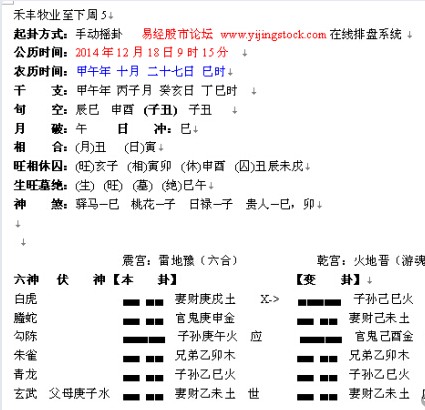 禾丰牧业至下周 5
起卦方式：手动摇卦 易经股市论坛 www.yijingstock.com 在线排盘系统
公历时间：2014 年 12 月 18 日 9 时 15 分
农历时间：甲午年 十月 二十七日 巳时
干 支：甲午年 丙子月 癸亥日 丁巳时
旬 空：辰巳 申酉 (子丑) 子丑
月 破：午 日 冲：巳
相 合：(月)丑 (日)寅
旺相休囚：(旺)亥子 (相)寅卯 (休)申酉 (囚)丑辰未戌
生旺墓绝：(生) (旺) (墓) (绝)巳午
神 煞：驿马—巳 桃花—子 日禄—子 贵人—巳，卯
震宫：雷地豫（六合） 乾宫：火地晋（游魂
六神 伏 神【本 卦】 【变 卦】
白虎 妻财庚戌土 X-> 子孙己巳火
螣蛇 官鬼庚申金 妻财己未土
勾陈 子孙庚午火 应 官鬼己酉金
朱雀 兄弟乙卯木 兄弟乙卯木
青龙 子孙乙巳火 子孙乙巳火
玄武 父母庚子水 妻财乙未土 世 妻财乙未土